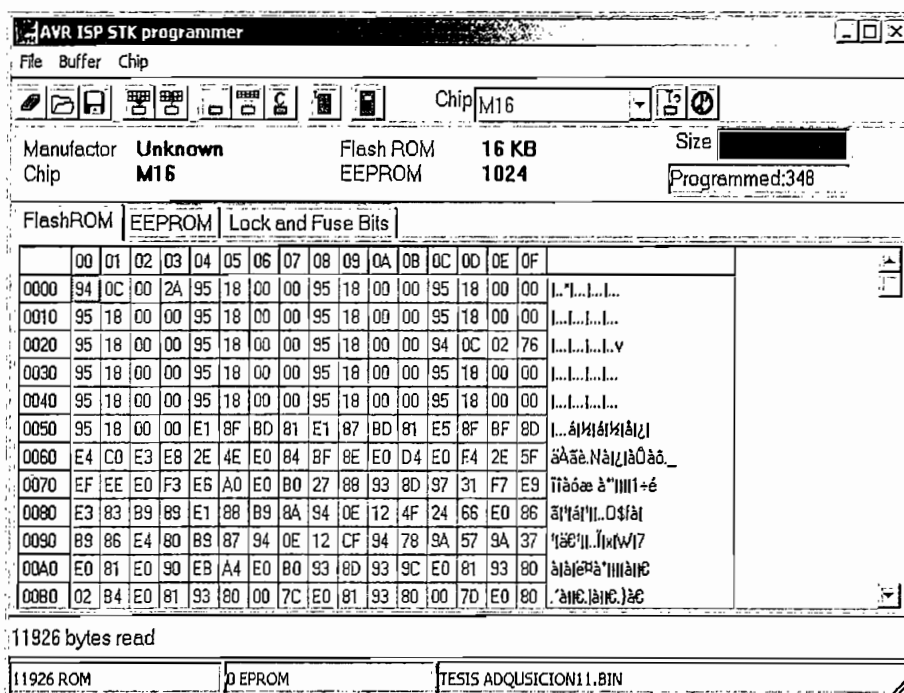 AVR ISP STK programmer
File Buffer Chip
Chip M16
Manufactor Unknown Flash ROM 16 KB Size
Chip M16 EEPROM 1024 Programmed:348
FlashROM EEPROM Lock and Fuse Bits
00 01 02 03 04 05 06 07 08 09 0A 0B 0C 0D 0E 0F
0000 94 0C 00 2A 95 18 00 00 95 18 00 00 95 18 00 00
0010 95 18 00 00 95 18 00 00 95 18 00 00 95 18 00 00
0020 95 18 00 00 95 18 00 00 95 18 00 00 94 0C 02 76
0030 95 18 00 00 95 18 00 00 95 18 00 00 95 18 00 00
0040 95 18 00 00 95 18 00 00 95 18 00 00 95 18 00 00
0050 95 18 00 00 E1 8F BD 81 E1 87 BD 81 E5 8F BF 8D
0060 E4 C0 E3 E8 2E 4E E0 84 BF 8E E0 D4 E0 F4 2E 5F
0070 EF EE E0 F3 E6 A0 E0 B0 27 88 93 8D 97 31 F7 E9
0080 E3 83 B9 89 E1 88 B9 8A 94 0E 12 4F 24 66 E0 86
0090 B9 86 E4 80 B9 87 94 0E 12 CF 94 78 9A 57 9A 37
00A0 E0 81 E0 90 EB A4 E0 B0 93 8D 93 9C E0 81 93 80
00B0 02 B4 E0 81 93 80 00 7C E0 81 93 80 00 7D E0 80
11926 bytes read
11926 ROM 0 EPROM TESIS ADQUSICION11.BIN